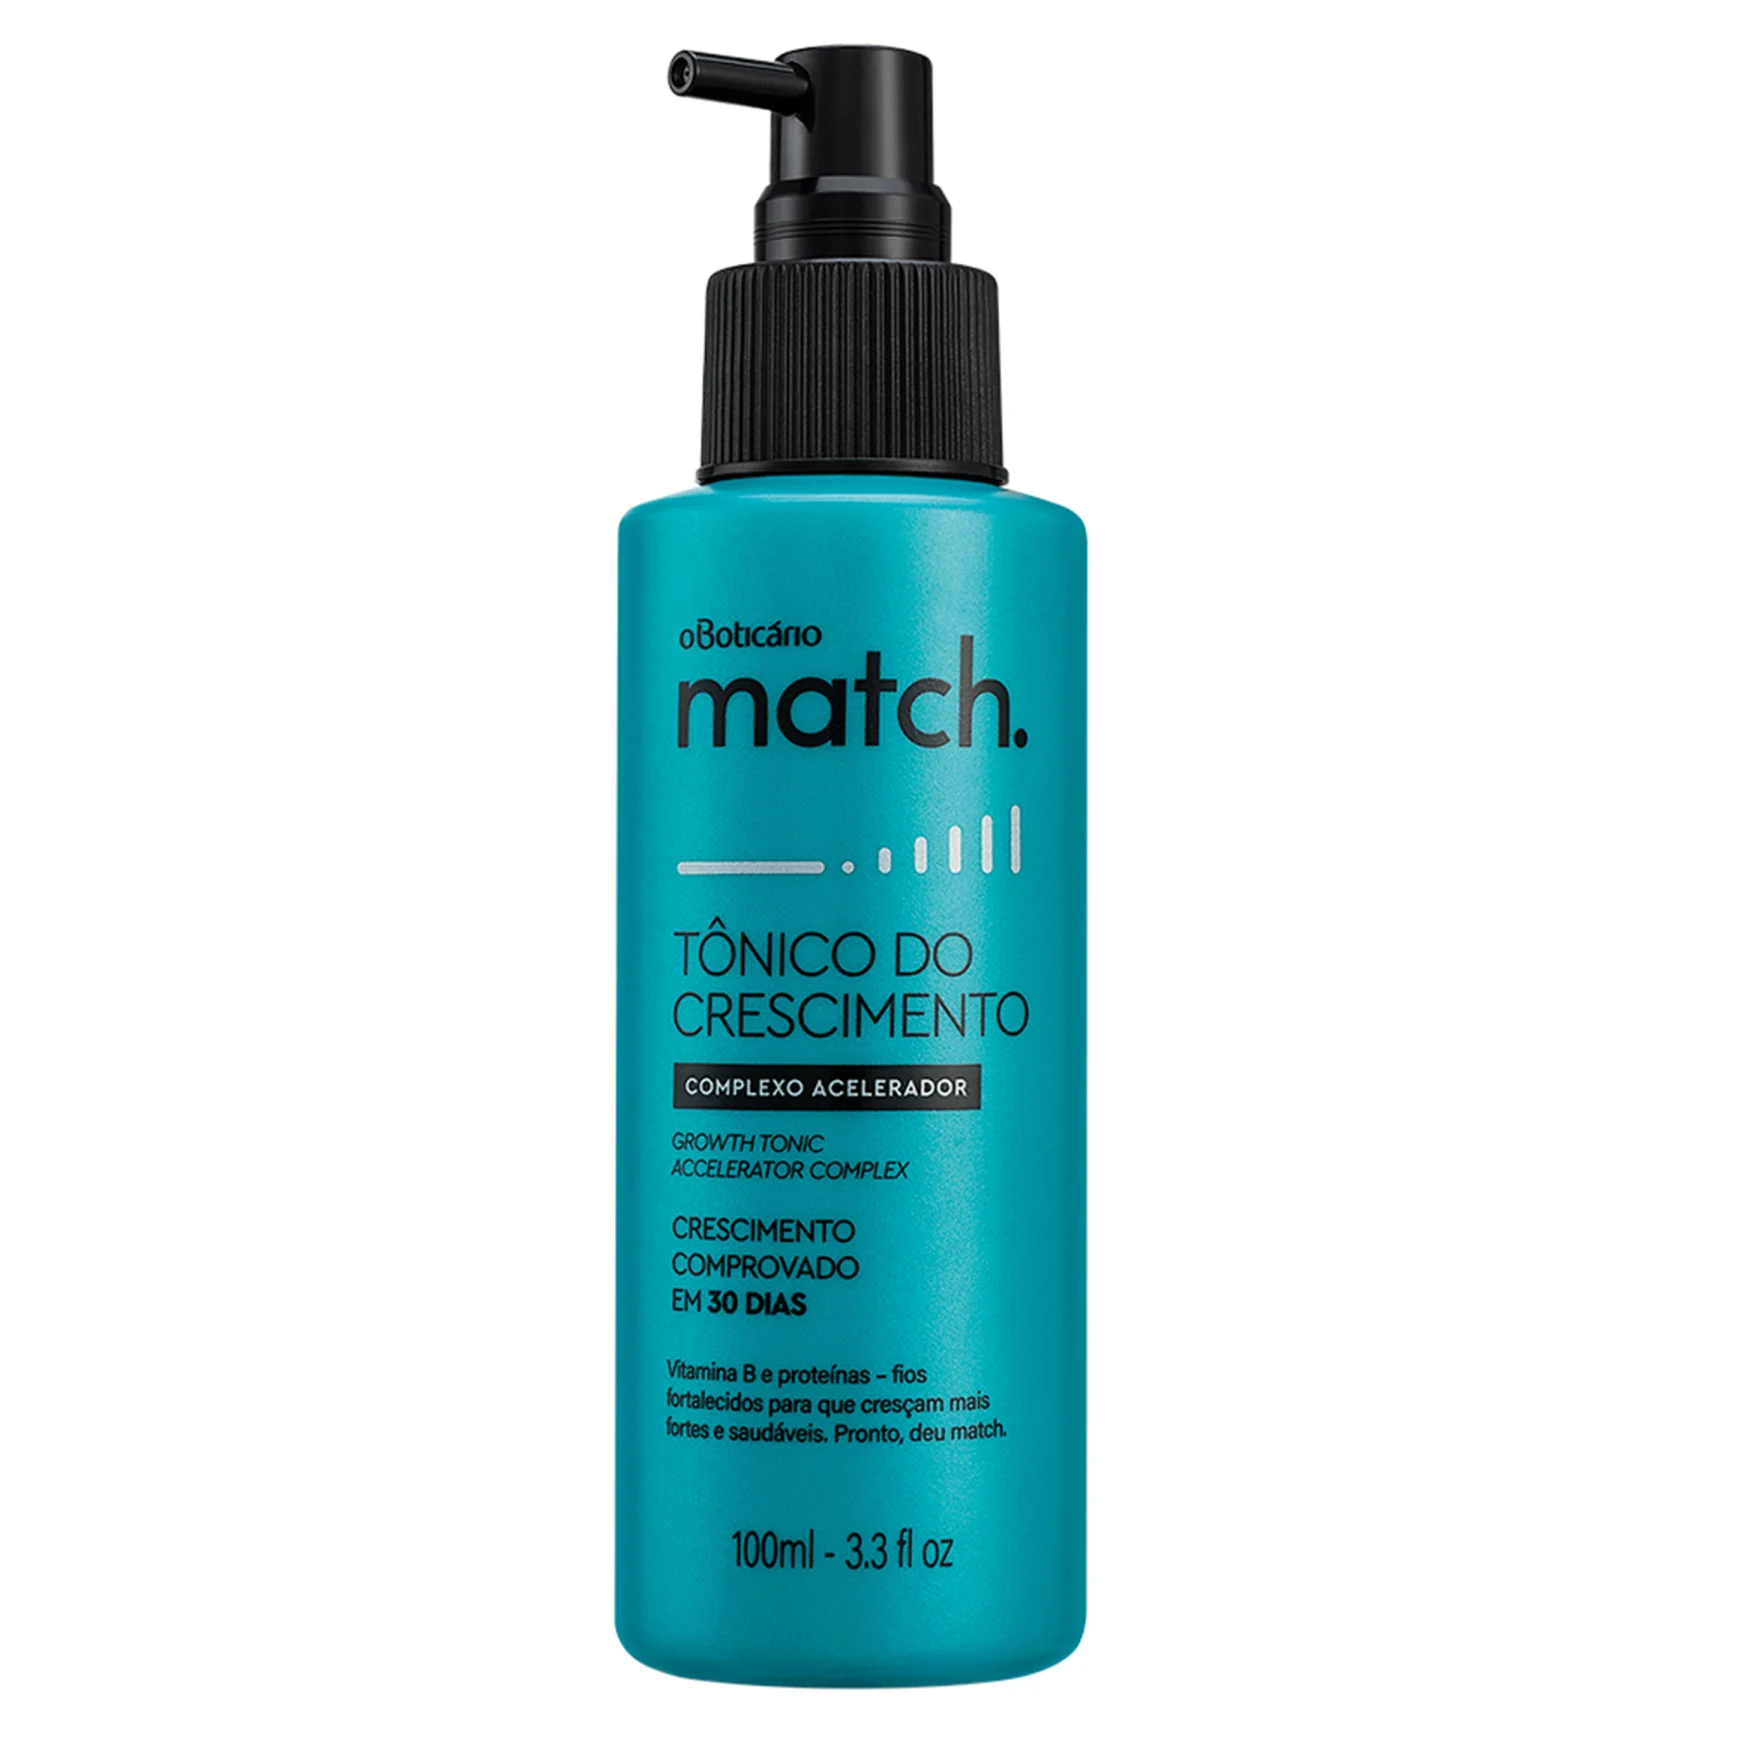 oBoticário
match.
TÔNICO DO
CRESCIMENTO
COMPLEXO ACELERADOR
GROWTH TONIC
ACCELERATOR COMPLEX
CRESCIMENTO
COMPROVADO
EM 30 DIAS
Vitamina B e proteínas - fios
fortalecidos para que cresçam mais
fortes e saudáveis. Pronto, deu match.
100ml - 3.3 fl oz